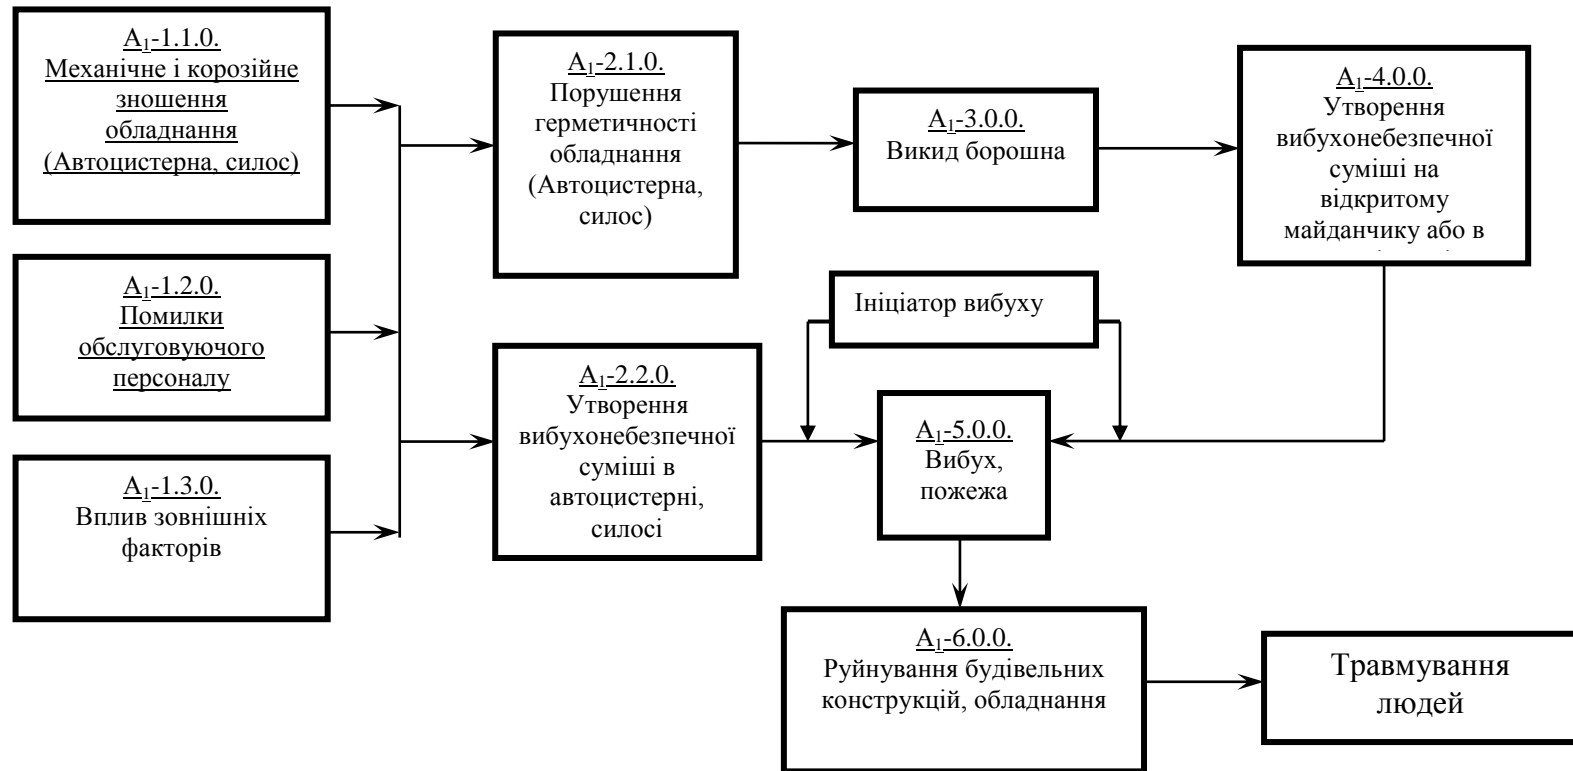 А1-1.1.0.
Механічне і корозійне
зношення
обладнання
(Автоцистерна, силос)
А1-1.2.0.
Помилки
обслуговуючого
персоналу
А1-1.3.0.
Вплив зовнішніх
факторів
А1-2.1.0.
Порушення
герметичності
обладнання
(Автоцистерна,
силос)
А1-2.2.0.
Утворення
вибухонебезпечної
суміші в
автоцистерні,
силосі
А1-3.0.0.
Викид борошна
А1-4.0.0.
Утворення
вибухонебезпечної
суміші на
відкритому
майданчику або в
Ініціатор вибуху
А1-5.0.0.
Вибух,
пожежа
А1-6.0.0.
Руйнування будівельних
конструкцій, обладнання
Травмування
людей